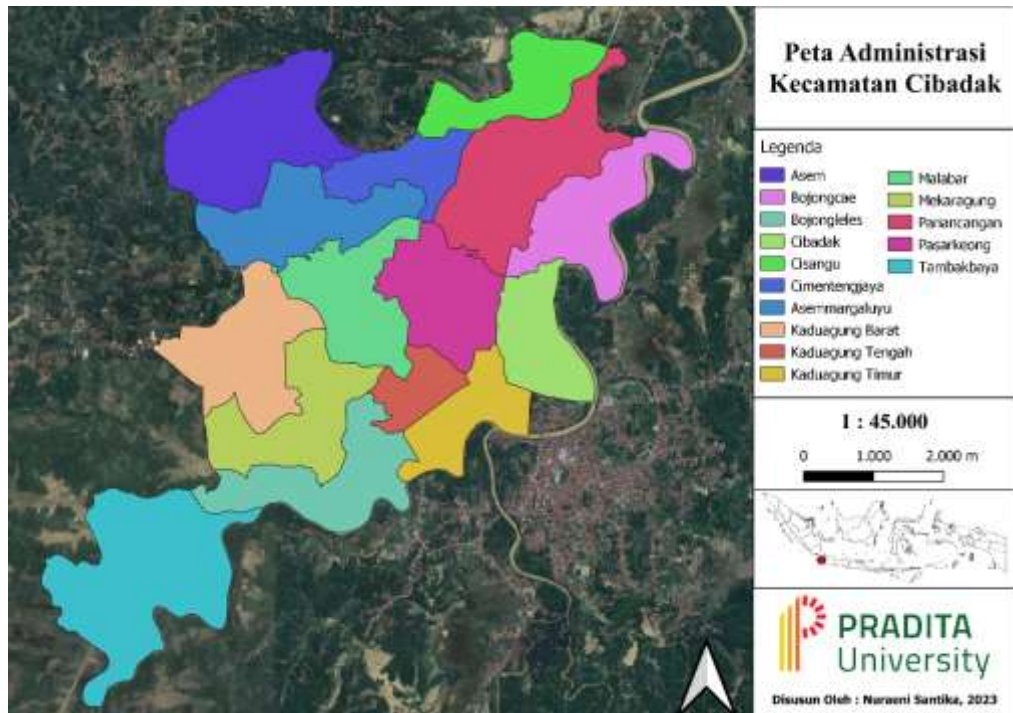 Peta Administrasi
Kecamatan Cibadak
Legenda
Asem
Bojongcae
Bojongleles
Cibadak
Cisangu
Cimentengjaya
Asemmargaluyu
Kaduagung Barat
Kaduagung Tengah
Kaduagung Timur
Malabar
Mekaragung
Panancangan
Pasarkeong
Tambakbaya
1 : 45.000
0 1.000 2.000 m
PRADITA
University
Disusun Oleh : Nuraeni Santika, 2023